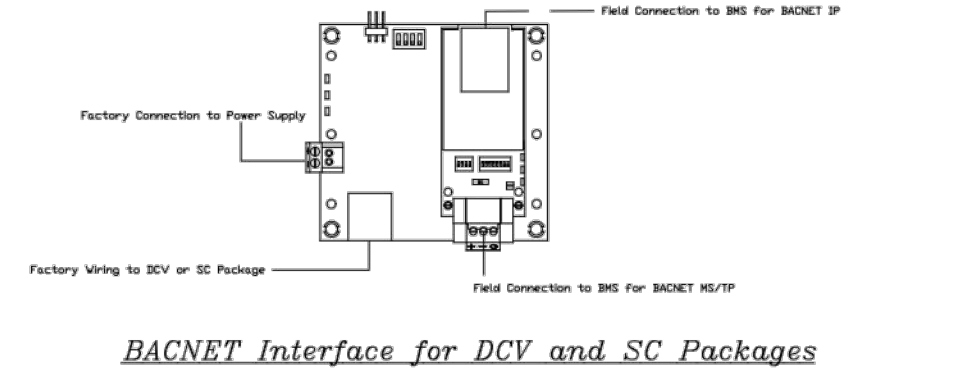 Field Connection to BMS for BACNET IP
Factory Connection to Power Supply
Factory Wiring to DCV or SC Package
+ -
Field Connection to BMS for BACNET MS/TP
BACNET Interface for DCV and SC Packages